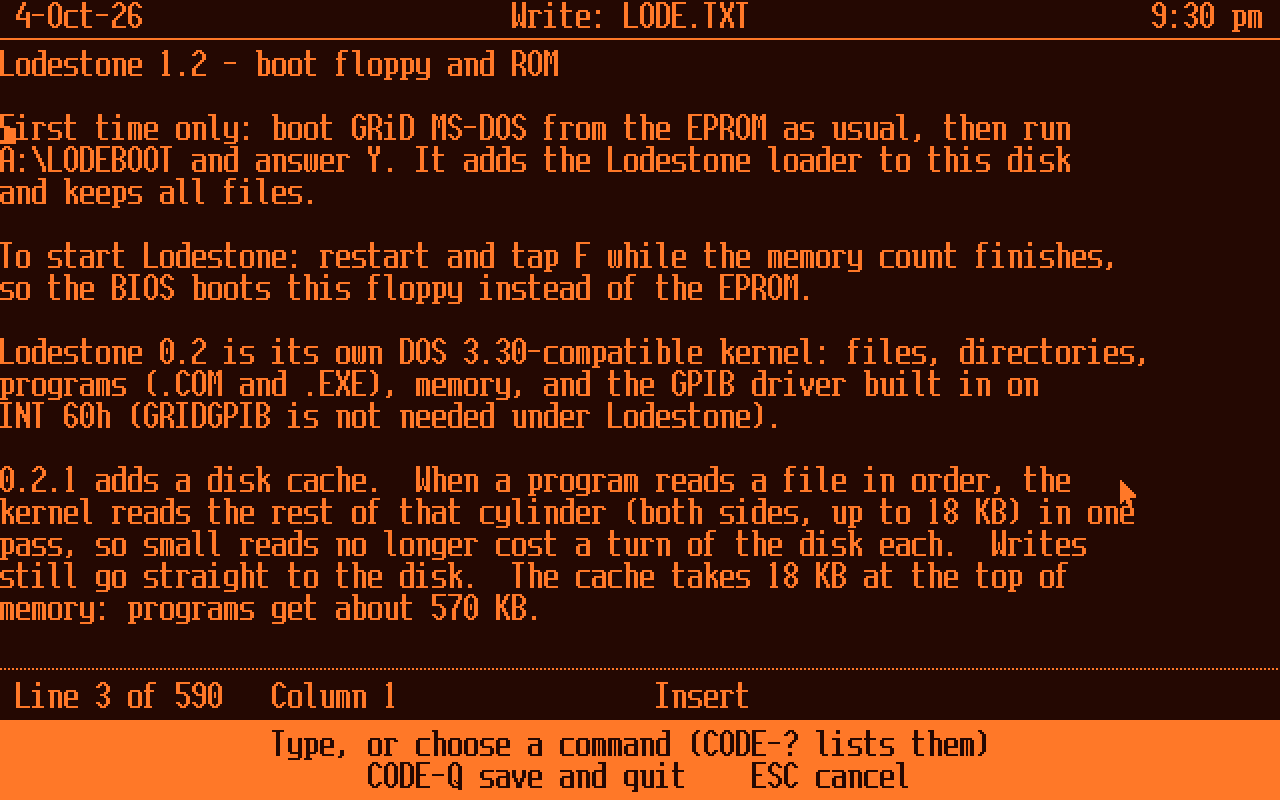 4-Oct-26 Write: LODE.TXT 9:30 pm
Lodestone 1.2 - boot floppy and ROM
First time only: boot GRiD MS-DOS from the EPROM as usual, then run
A:\LODEBOOT and answer Y. It adds the Lodestone loader to this disk
and keeps all files.
To start Lodestone: restart and tap F while the memory count finishes,
so the BIOS boots this floppy instead of the EPROM.
Lodestone 0.2 is its own DOS 3.30-compatible kernel: files, directories,
programs (.COM and .EXE), memory, and the GPIB driver built in on
INT 60h (GRIDGPIB is not needed under Lodestone).
0.2.1 adds a disk cache.  When a program reads a file in order, the
kernel reads the rest of that cylinder (both sides, up to 18 KB) in one
pass, so small reads no longer cost a turn of the disk each.  Writes
still go straight to the disk.  The cache takes 18 KB at the top of
memory: programs get about 570 KB.
Line 3 of 590 Column 1 Insert
Type, or choose a command (CODE-? lists them)
CODE-Q save and quit ESC cancel